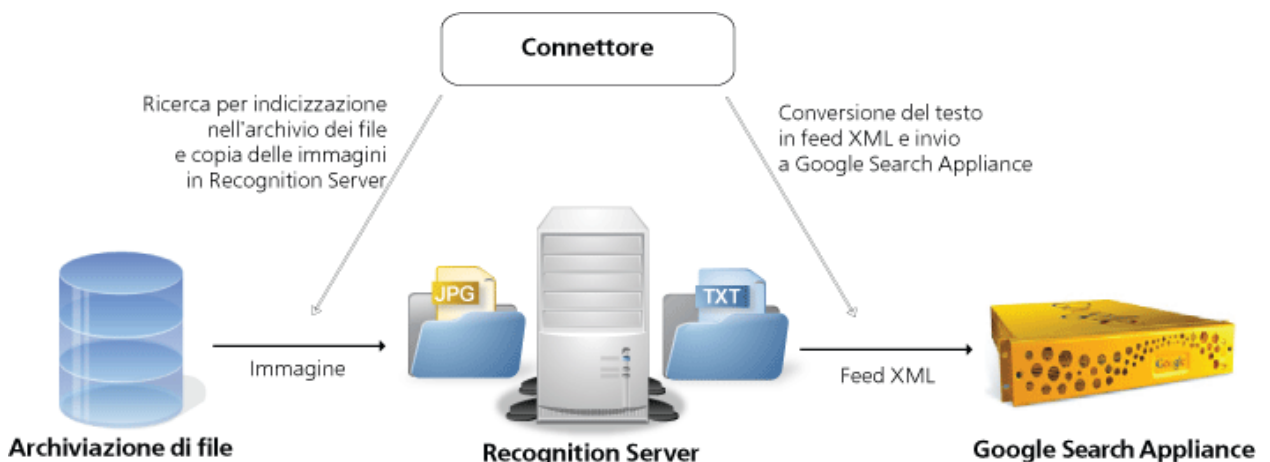 Connettore
Ricerca per indicizzazione
nell'archivio dei file
e copia delle immagini
in Recognition Server
Conversione del testo
in feed XML e invio
a Google Search Appliance
JPG
TXT
Immagine
Feed XML
Google
Archiviazione di file
Recognition Server
Google Search Appliance